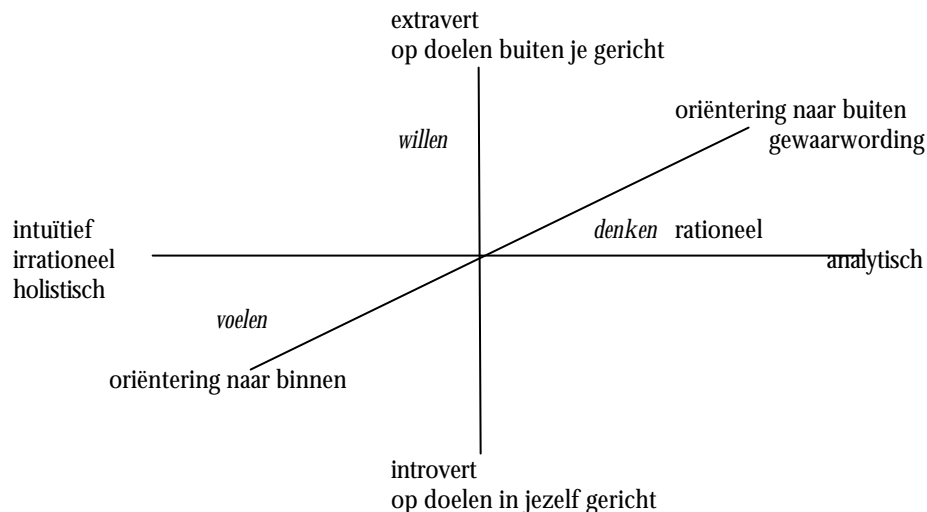 extravert
op doelen buiten je gericht
oriëntering naar buiten
gewaarwording
willen
intuïtief
irrationeel
holistisch
denken rationeel
analytisch
voelen
oriëntering naar binnen
introvert
op doelen in jezelf gericht